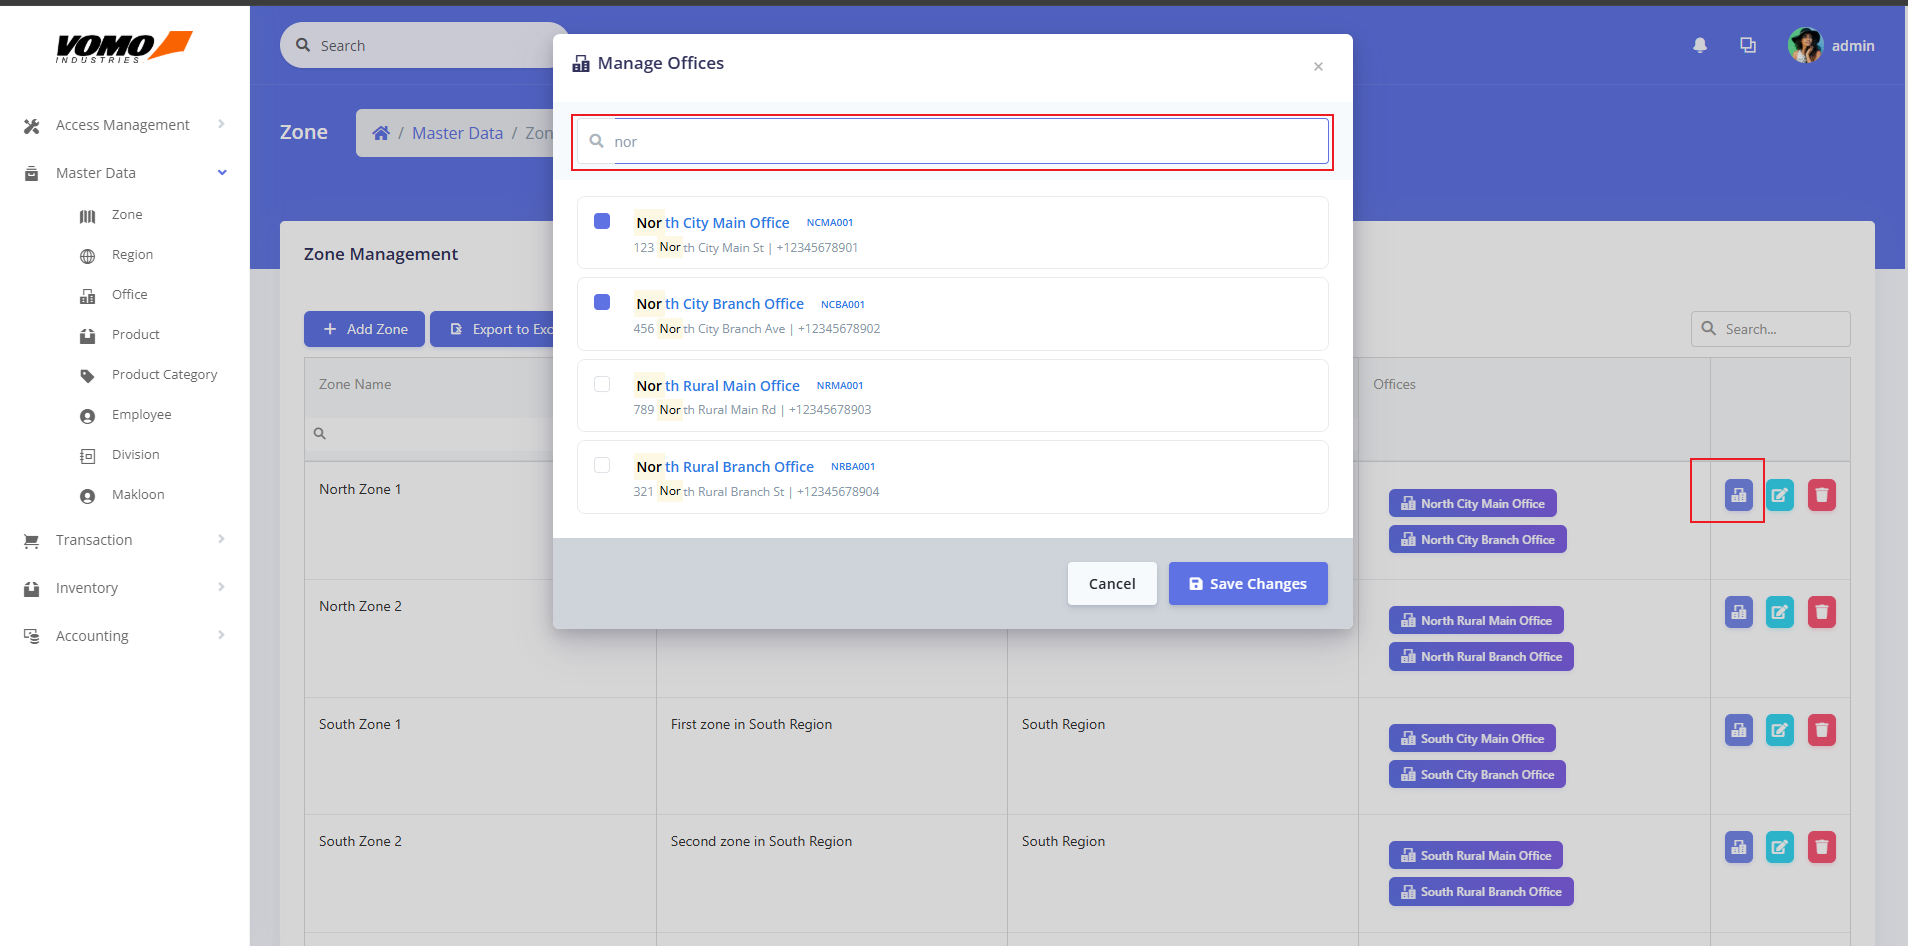 VOMO
INDUSTRIES
Access Management
Master Data
Zone
Region
Office
Product
Product Category
Employee
Division
Makloon
Transaction
Inventory
Accounting
Search
admin
Zone
/ Master Data / Zon
Zone Management
Add Zone
Export to Exc
Search...
Zone Name
Offices
North Zone 1
North City Main Office
North City Branch Office
North Zone 2
North Rural Main Office
North Rural Branch Office
South Zone 1
First zone in South Region
South Region
South City Main Office
South City Branch Office
South Zone 2
Second zone in South Region
South Region
South Rural Main Office
South Rural Branch Office
Manage Offices
×
nor
North City Main Office NCMA001
123 North City Main St | +12345678901
North City Branch Office NCBA001
456 North City Branch Ave | +12345678902
North Rural Main Office NRMA001
789 North Rural Main Rd | +12345678903
North Rural Branch Office NRBA001
321 North Rural Branch St | +12345678904
Cancel
Save Changes